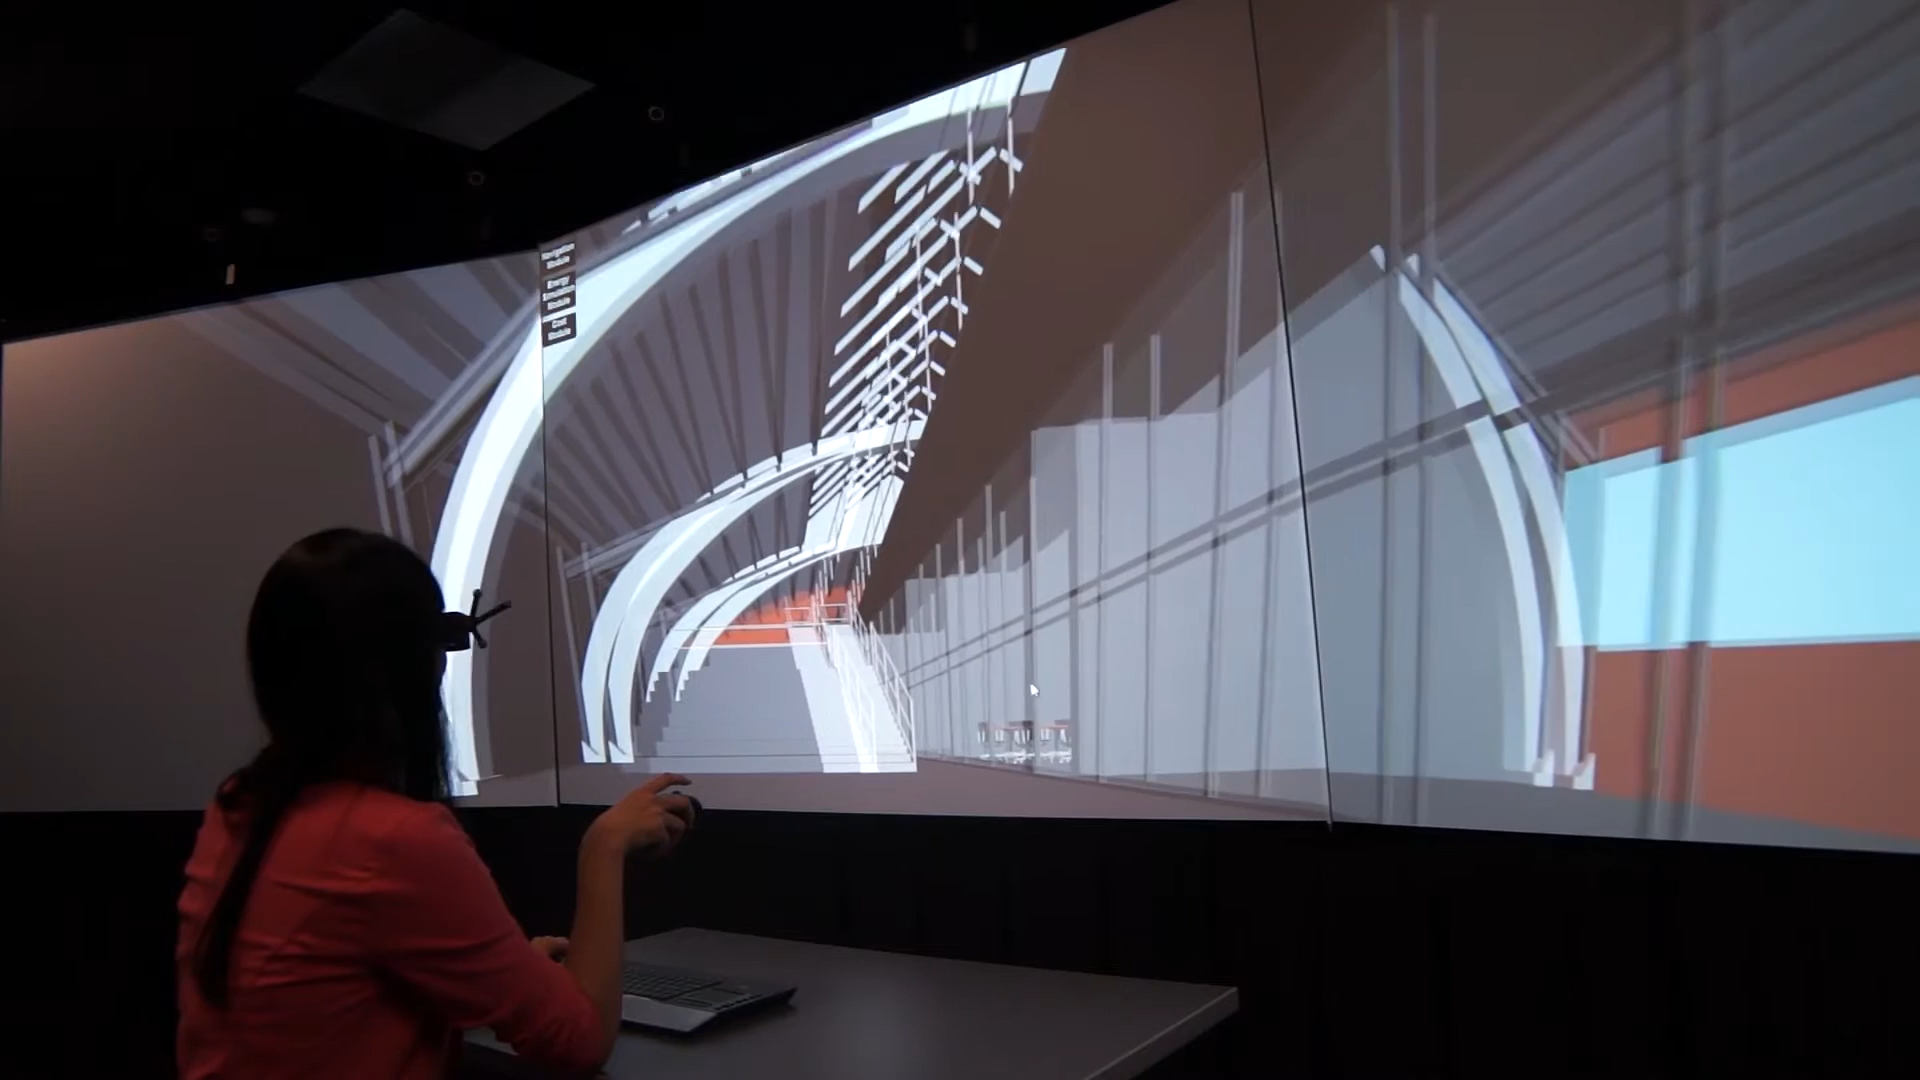 Navigation
Module
Energy
Simulation
Module
Cost
Module